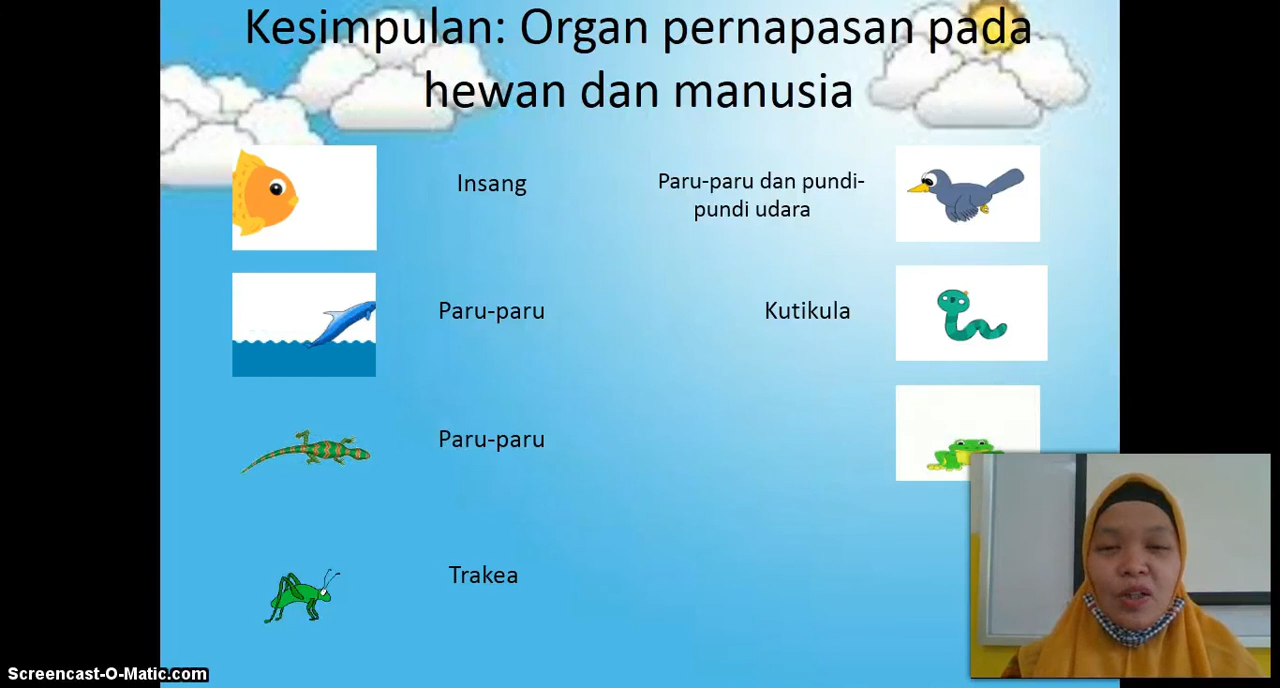 Kesimpulan: Organ pernapasan pada
hewan dan manusia
Insang
Paru-paru dan pundi-
pundi udara
Paru-paru
Kutikula
Paru-paru
Trakea
Screencast-O-Matic.com